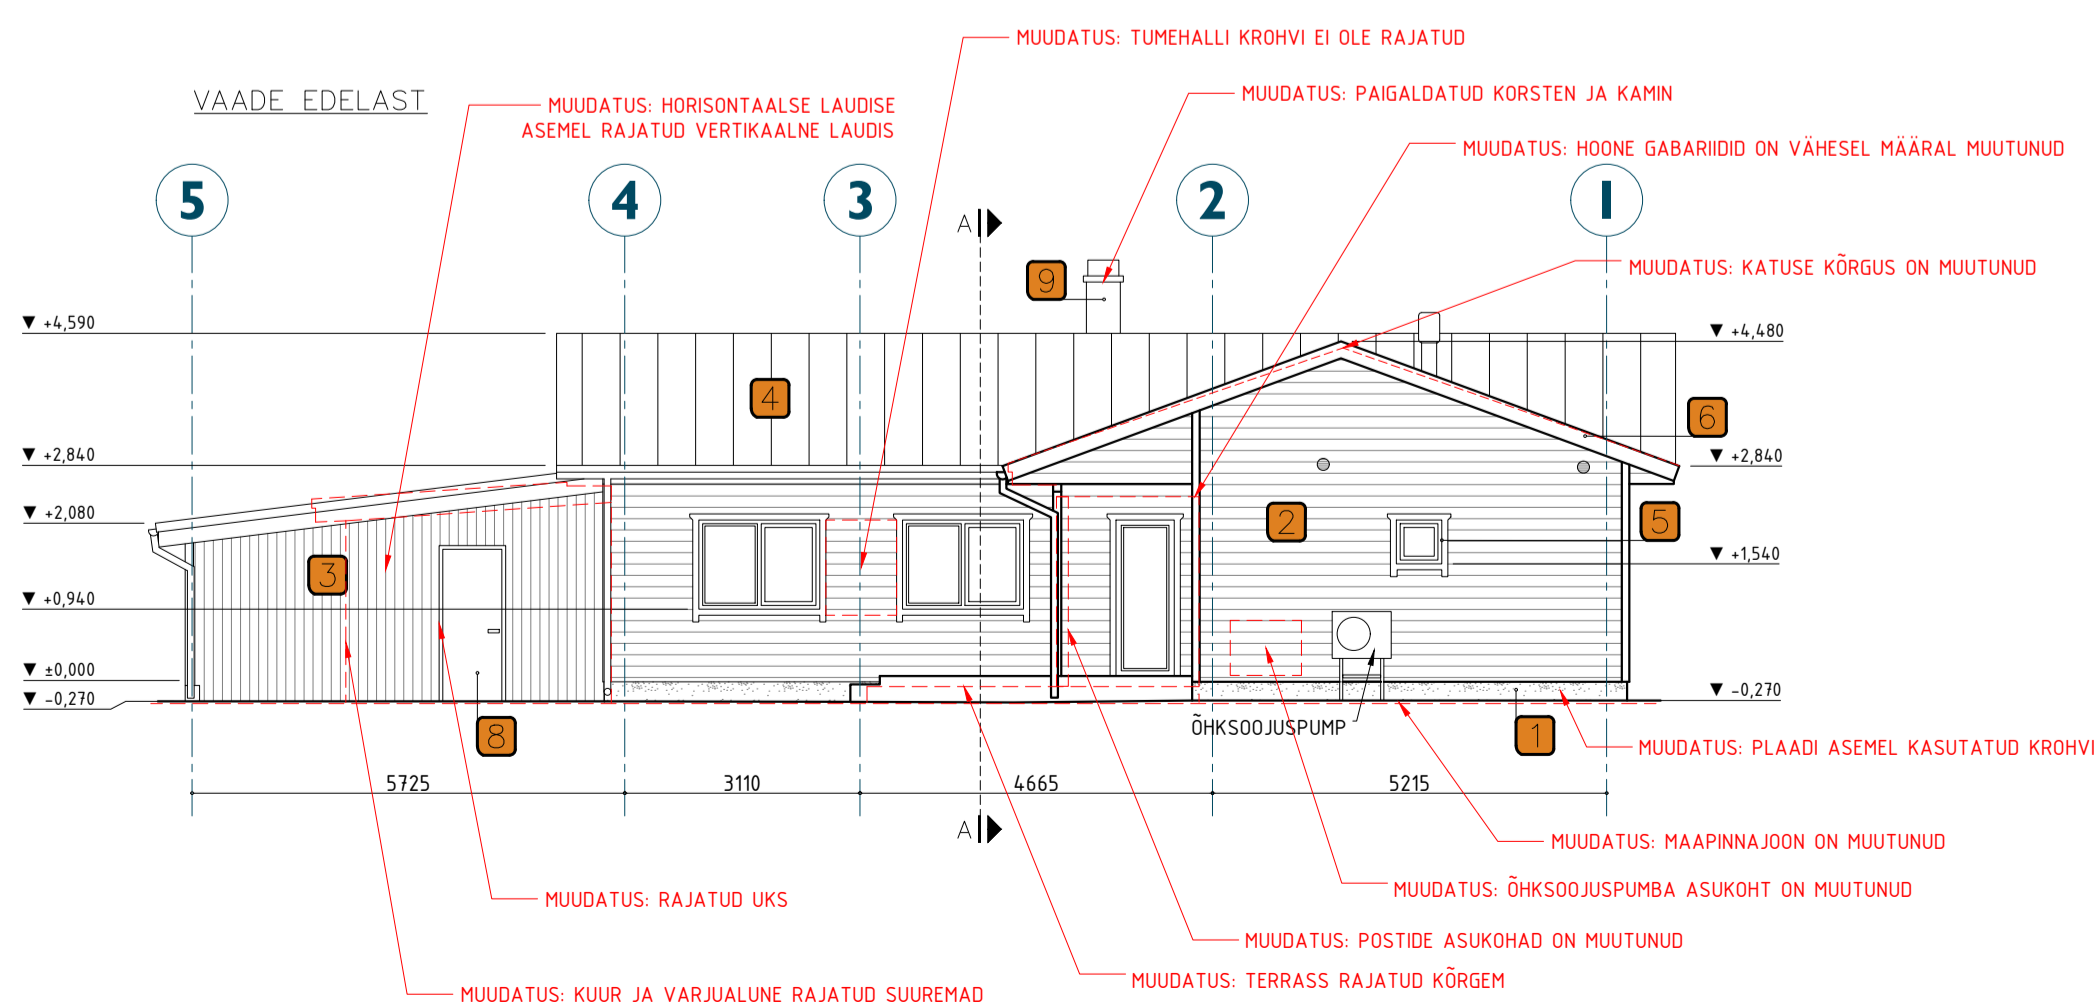 MUUDATUS: TUMEHALLI KROHVI EI OLE RAJATUD
VAADE EDELAST
MUUDATUS: HORISONTAALSE LAUDISE
ASEMEL RAJATUD VERTIKAALNE LAUDIS
MUUDATUS: PAIGALDATUD KORSTEN JA KAMIN
MUUDATUS: HOONE GABARIIDID ON VÄHESEL MÄÄRAL MUUTUNUD
5 4 3 2 1
A
MUUDATUS: KATUSE KÕRGUS ON MUUTUNUD
9
+4,590
+4,480
4
6
+2,840
+2,840
+2,080
2
5
+1,540
3
+0,940
±0,000
-0,270
-0,270
8
ÕHKSOOJUSPUMP
1
MUUDATUS: PLAADI ASEMEL KASUTATUD KROHVI
5725
3110
4665
5215
A
MUUDATUS: MAAPINNAJOON ON MUUTUNUD
MUUDATUS: ÕHKSOOJUSPUMBA ASUKOHT ON MUUTUNUD
MUUDATUS: RAJATUD UKS
MUUDATUS: POSTIDE ASUKOHAD ON MUUTUNUD
MUUDATUS: TERRASS RAJATUD KÕRGEM
MUUDATUS: KUUR JA VARJUALUNE RAJATUD SUUREMAD